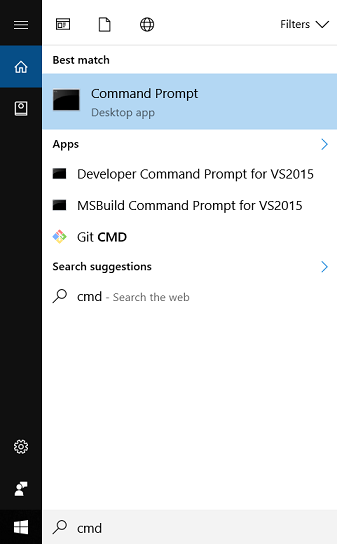 Filters
Best match
Command Prompt
Desktop app
Apps
Developer Command Prompt for VS2015
MSBuild Command Prompt for VS2015
Git CMD
Search suggestions
cmd - Search the web
cmd